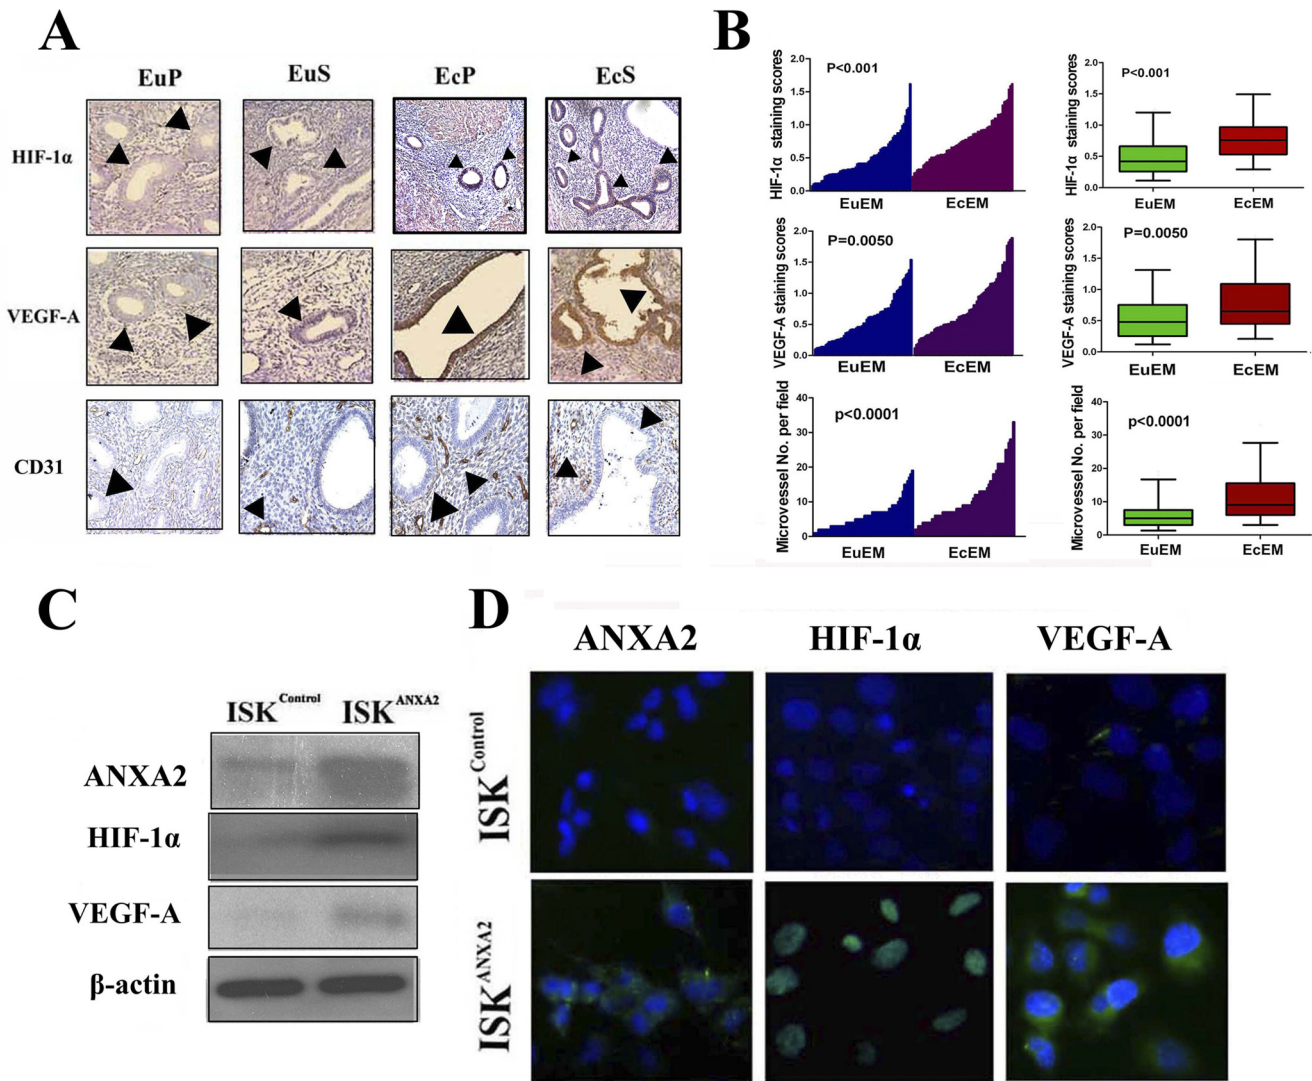 A
EuP EuS EcP EcS
HIF-1α
VEGF-A
CD31
B
HIF-1α staining scores
2.0
1.5
1.0
0.5
0.0
P<0.001
EuEM EcEM
HIF-1α staining scores
2.0
1.5
1.0
0.5
0.0
P<0.001
EuEM EcEM
VEGF-A staining scores
2.0
1.5
1.0
0.5
0.0
P=0.0050
EuEM EcEM
VEGF-A staining scores
2.0
1.5
1.0
0.5
0.0
P=0.0050
EuEM EcEM
Microvessel No. per field
40
30
20
10
0
p<0.0001
EuEM EcEM
Microvessel No. per field
40
30
20
10
0
p<0.0001
EuEM EcEM
C
ISK Control ISK ANXA2
ANXA2
HIF-1α
VEGF-A
β-actin
D
ANXA2 HIF-1α VEGF-A
ISK Control
ISK ANXA2